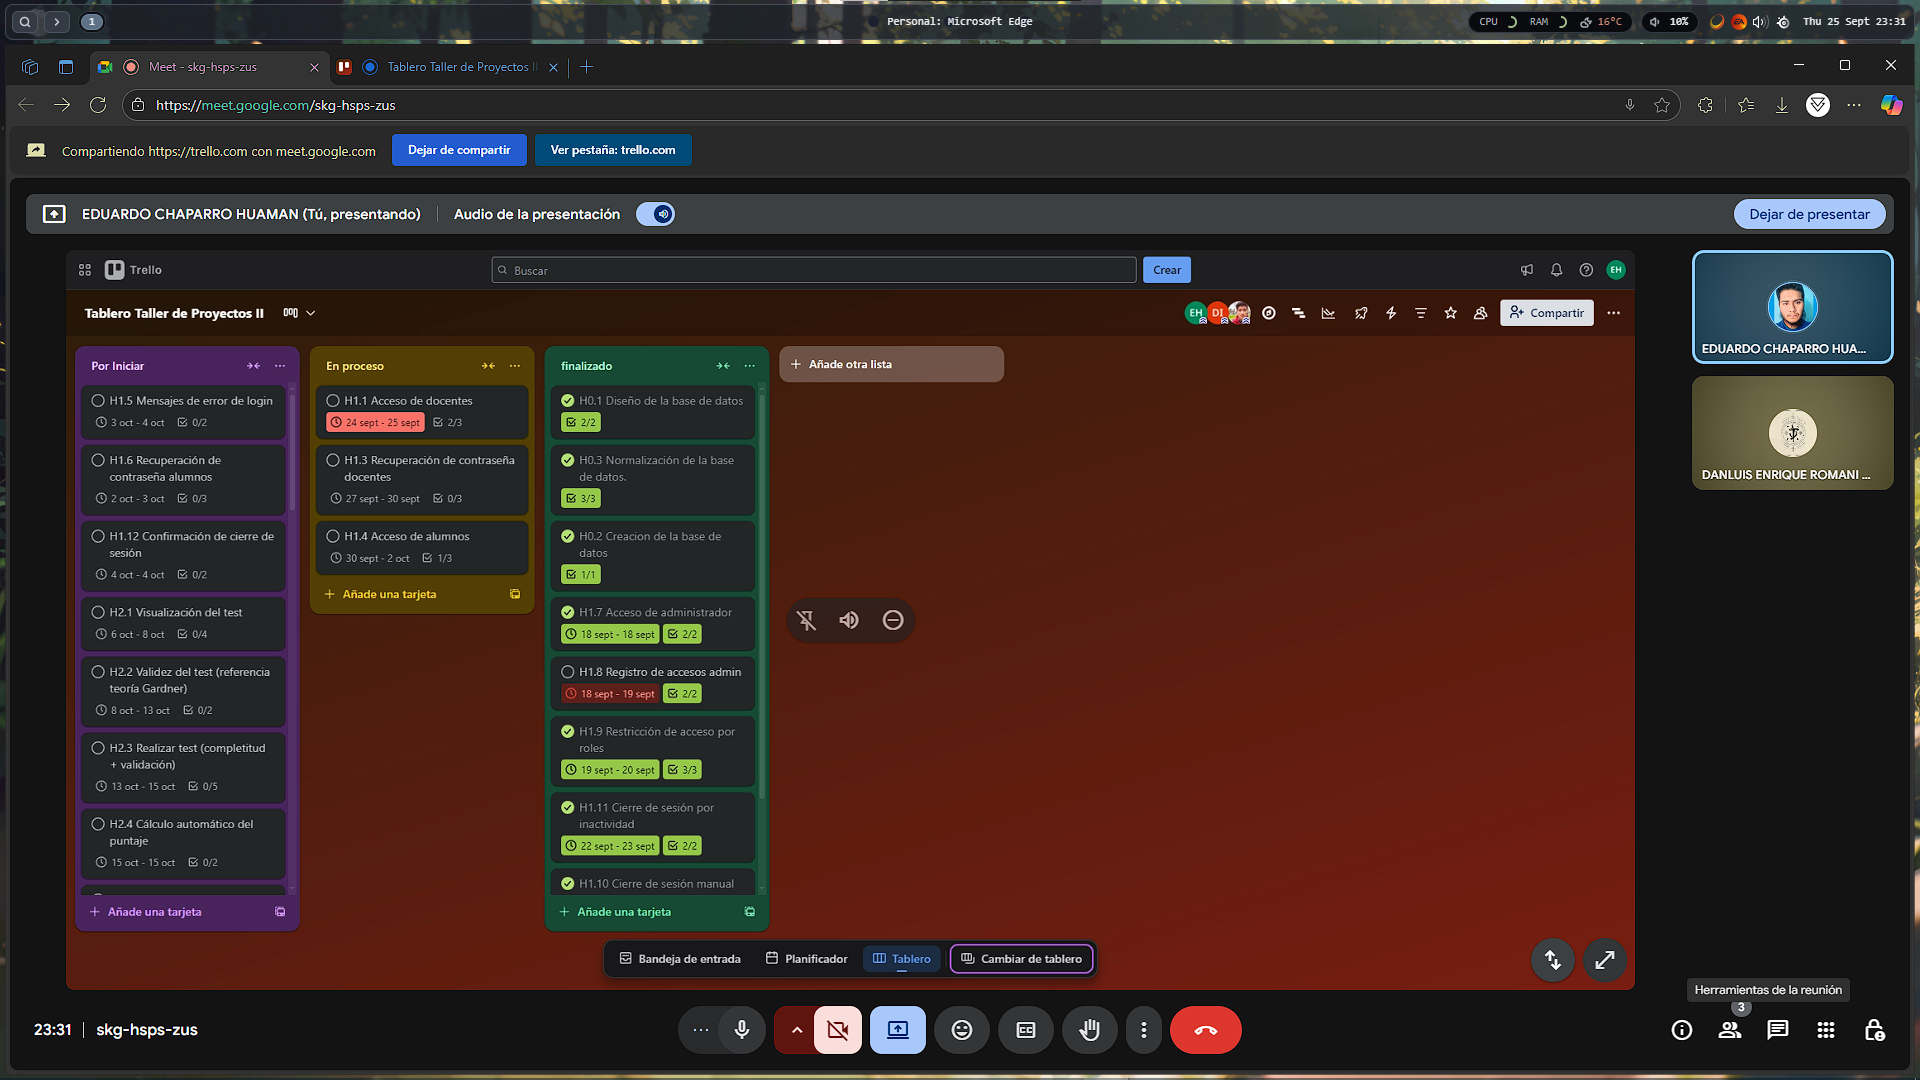 1
Personal: Microsoft Edge
CPU
RAM
16°C
10%
Thu 25 Sept 23:31
Meet - skg-hsps-zus
Tablero Taller de Proyectos II
https://meet.google.com/skg-hsps-zus
Compartiendo https://trello.com con meet.google.com
Dejar de compartir
Ver pestaña: trello.com
EDUARDO CHAPARRO HUAMAN (Tú, presentando)
Audio de la presentación
Dejar de presentar
Trello
Buscar
Crear
EH
Tablero Taller de Proyectos II
EH
DI
Compartir
Por Iniciar
H1.5 Mensajes de error de login
3 oct - 4 oct
0/2
H1.6 Recuperación de
contraseña alumnos
2 oct - 3 oct
0/3
H1.12 Confirmación de cierre de
sesión
4 oct - 4 oct
0/2
H2.1 Visualización del test
6 oct - 8 oct
0/4
H2.2 Validez del test (referencia
teoría Gardner)
8 oct - 13 oct
0/2
H2.3 Realizar test (completitud
+ validación)
13 oct - 15 oct
0/5
H2.4 Cálculo automático del
puntaje
15 oct - 15 oct
0/2
Añade una tarjeta
En proceso
H1.1 Acceso de docentes
24 sept - 25 sept
2/3
H1.3 Recuperación de contraseña
docentes
27 sept - 30 sept
0/3
H1.4 Acceso de alumnos
30 sept - 2 oct
1/3
Añade una tarjeta
finalizado
H0.1 Diseño de la base de datos
2/2
H0.3 Normalización de la base
de datos.
3/3
H0.2 Creacion de la base de
datos
1/1
H1.7 Acceso de administrador
18 sept - 18 sept
2/2
H1.8 Registro de accesos admin
18 sept - 19 sept
2/2
H1.9 Restricción de acceso por
roles
19 sept - 20 sept
3/3
H1.11 Cierre de sesión por
inactividad
22 sept - 23 sept
2/2
H1.10 Cierre de sesión manual
Añade una tarjeta
Añade otra lista
EDUARDO CHAPARRO HUA...
DANLUIS ENRIQUE ROMANI ...
Bandeja de entrada
Planificador
Tablero
Cambiar de tablero
Herramientas de la reunión
3
23:31
skg-hsps-zus